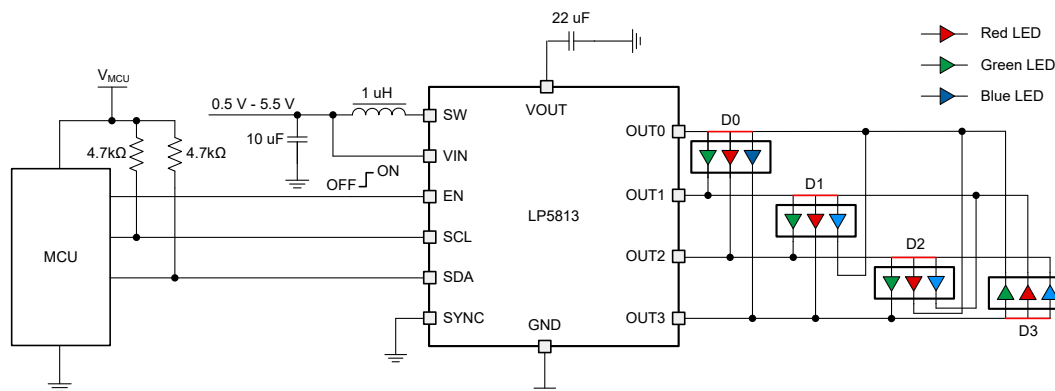 22 uF
Red LED
Green LED
Blue LED
VMCU
0.5 V - 5.5 V
1 uH
10 uF
4.7kΩ
4.7kΩ
OFF
ON
MCU
SW
VIN
EN
SCL
SDA
SYNC
VOUT
LP5813
GND
OUT0
OUT1
OUT2
OUT3
D0
D1
D2
D3